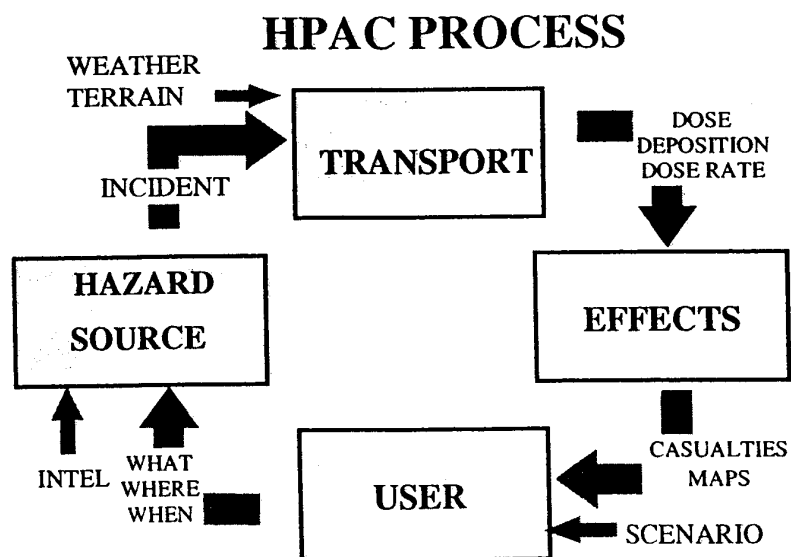 HPAC PROCESS
WEATHER
TERRAIN
TRANSPORT
DOSE
DEPOSITION
DOSE RATE
INCIDENT
HAZARD
SOURCE
EFFECTS
INTEL
WHAT
WHERE
WHEN
USER
CASUALTIES
MAPS
SCENARIO